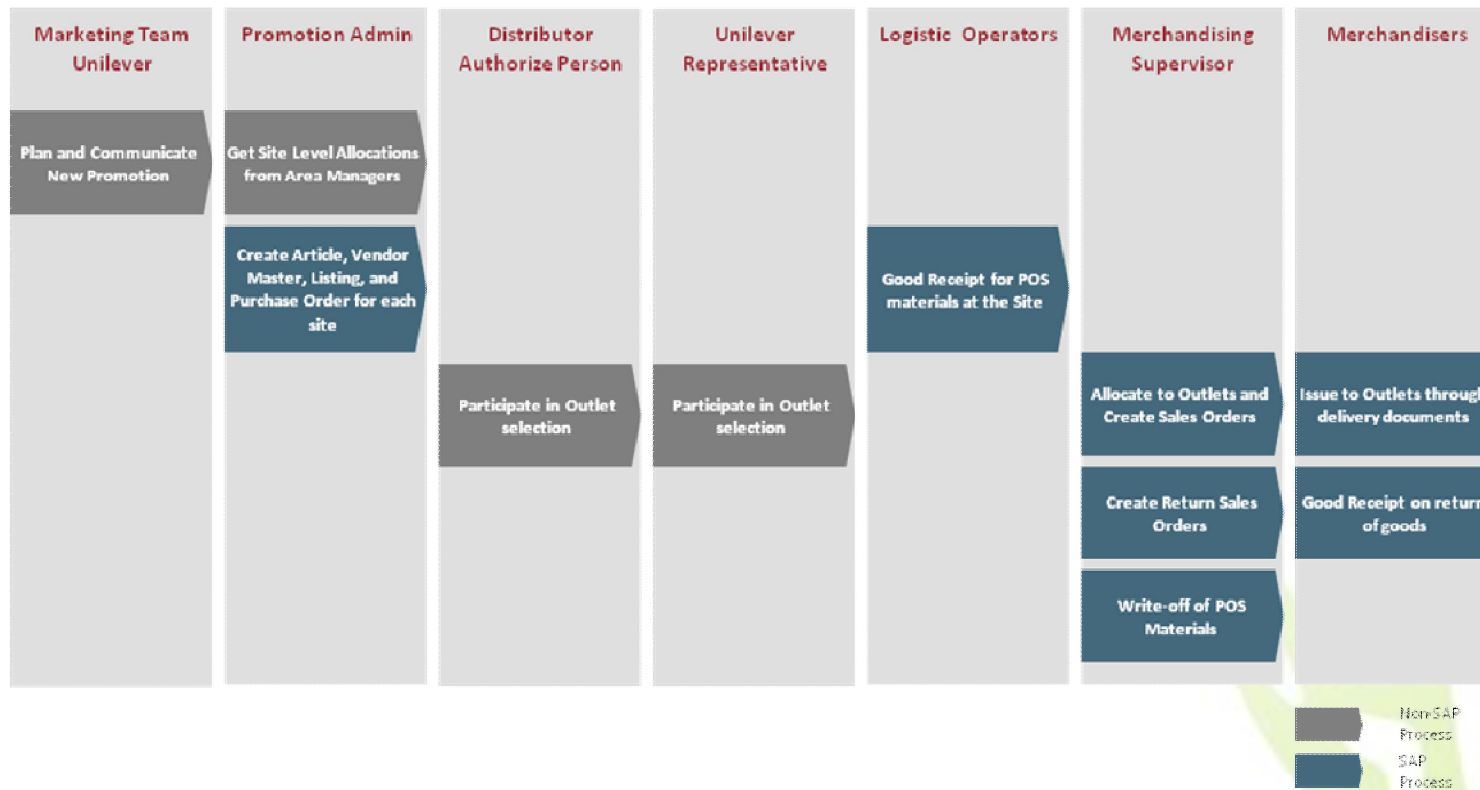 Marketing Team
Unilever
Promotion Admin
Distributor
Authorize Person
Unilever
Representative
Logistic Operators
Merchandising
Supervisor
Merchandisers
Plan and Communicate
New Promotion
Get Site Level Allocations
from Area Managers
Create Article, Vendor
Master, Listing, and
Purchase Order for each
site
Good Receipt for POS
materials at the Site
Participate in Outlet
selection
Participate in Outlet
selection
Allocate to Outlets and
Create Sales Orders
Issue to Outlets through
delivery documents
Create Return Sales
Orders
Good Receipt on return
of goods
Write-off of POS
Materials
Non-SAP
Process
SAP
Process